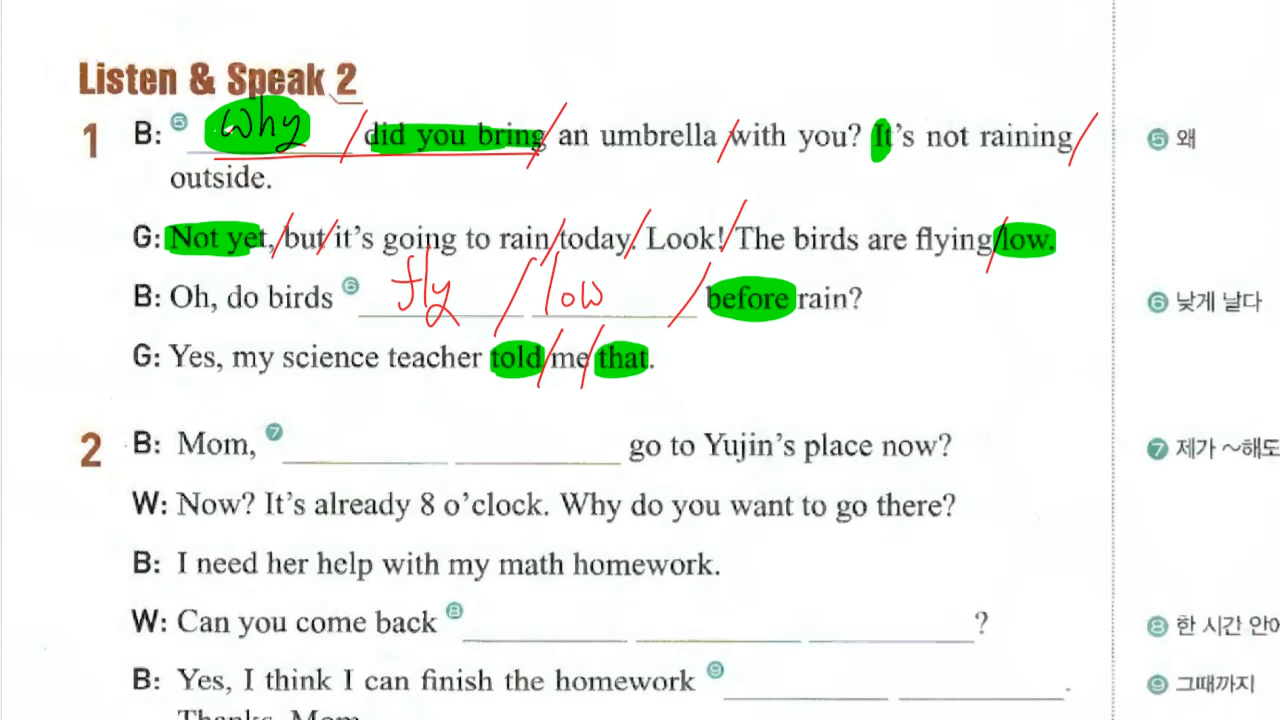 Listen & Speak 2
1 B: ⑤ Why did you bring an umbrella with you? It's not raining
⑤ 왜
outside.
G: Not yet, but it's going to rain today. Look! The birds are flying low.
B: Oh, do birds ⑥ fly low before rain?
⑥ 낮게 날다
G: Yes, my science teacher told me that.
2 B: Mom, ⑦ go to Yujin's place now?
⑦ 제가 ~해도
W: Now? It's already 8 o'clock. Why do you want to go there?
B: I need her help with my math homework.
W: Can you come back ⑧ ?
⑧ 한 시간 안에
B: Yes, I think I can finish the homework ⑨ .
⑨ 그때까지
Thanks, Mom.